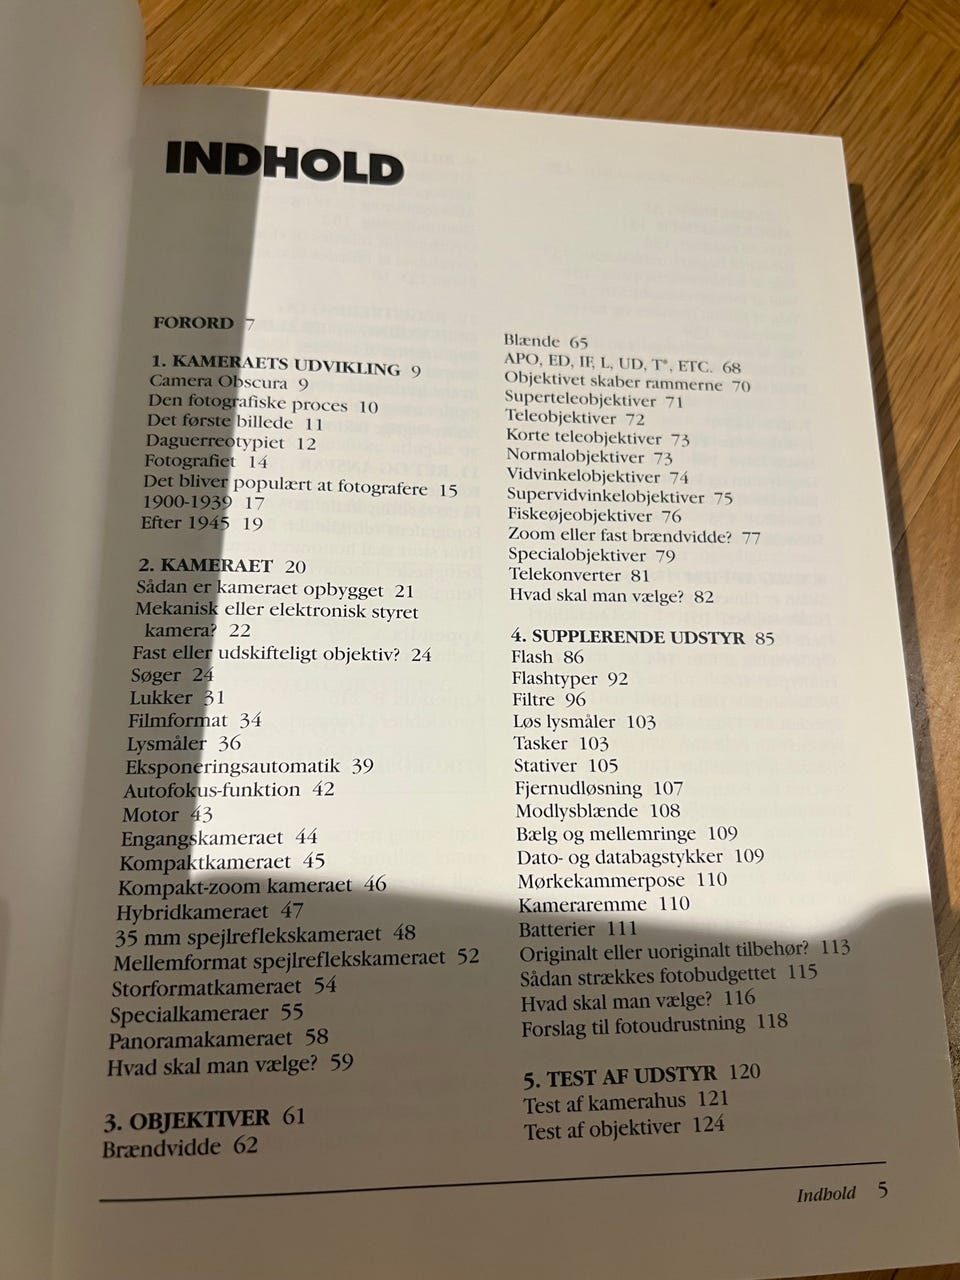 INDHOLD
FORORD 7
1. KAMERAETS UDVIKLING 9
Camera Obscura 9
Den fotografiske proces 10
Det første billede 11
Daguerreotypiet 12
Fotografiet 14
Det bliver populært at fotografere 15
1900-1939 17
Efter 1945 19
2. KAMERAET 20
Sådan er kameraet opbygget 21
Mekanisk eller elektronisk styret
kamera? 22
Fast eller udskifteligt objektiv? 24
Søger 24
Lukker 31
Filmformat 34
Lysmåler 36
Eksponeringsautomatik 39
Autofokus-funktion 42
Motor 43
Engangskameraet 44
Kompaktkameraet 45
Kompakt-zoom kameraet 46
Hybridkameraet 47
35 mm spejlreflekskameraet 48
Mellemformat spejlreflekskameraet 52
Storformatkameraet 54
Specialkameraer 55
Panoramakameraet 58
Hvad skal man vælge? 59
3. OBJEKTIVER 61
Brændvidde 62
Blænde 65
APO, ED, IF, L, UD, T*, ETC. 68
Objektivet skaber rammerne 70
Superteleobjektiver 71
Teleobjektiver 72
Korte teleobjektiver 73
Normalobjektiver 73
Vidvinkelobjektiver 74
Supervidvinkelobjektiver 75
Fiskeøjeobjektiver 76
Zoom eller fast brændvidde? 77
Specialobjektiver 79
Telekonverter 81
Hvad skal man vælge? 82
4. SUPPLERENDE UDSTYR 85
Flash 86
Flashtyper 92
Filtre 96
Løs lysmåler 103
Tasker 103
Stativer 105
Fjernudløsning 107
Modlysblænde 108
Bælg og mellemringe 109
Dato- og databagstykker 109
Mørkekammerpose 110
Kameraremme 110
Batterier 111
Originalt eller uoriginalt tilbehør? 113
Sådan strækkes fotobudgettet 115
Hvad skal man vælge? 116
Forslag til fotoudrustning 118
5. TEST AF UDSTYR 120
Test af kamerahus 121
Test af objektiver 124
Indhold 5